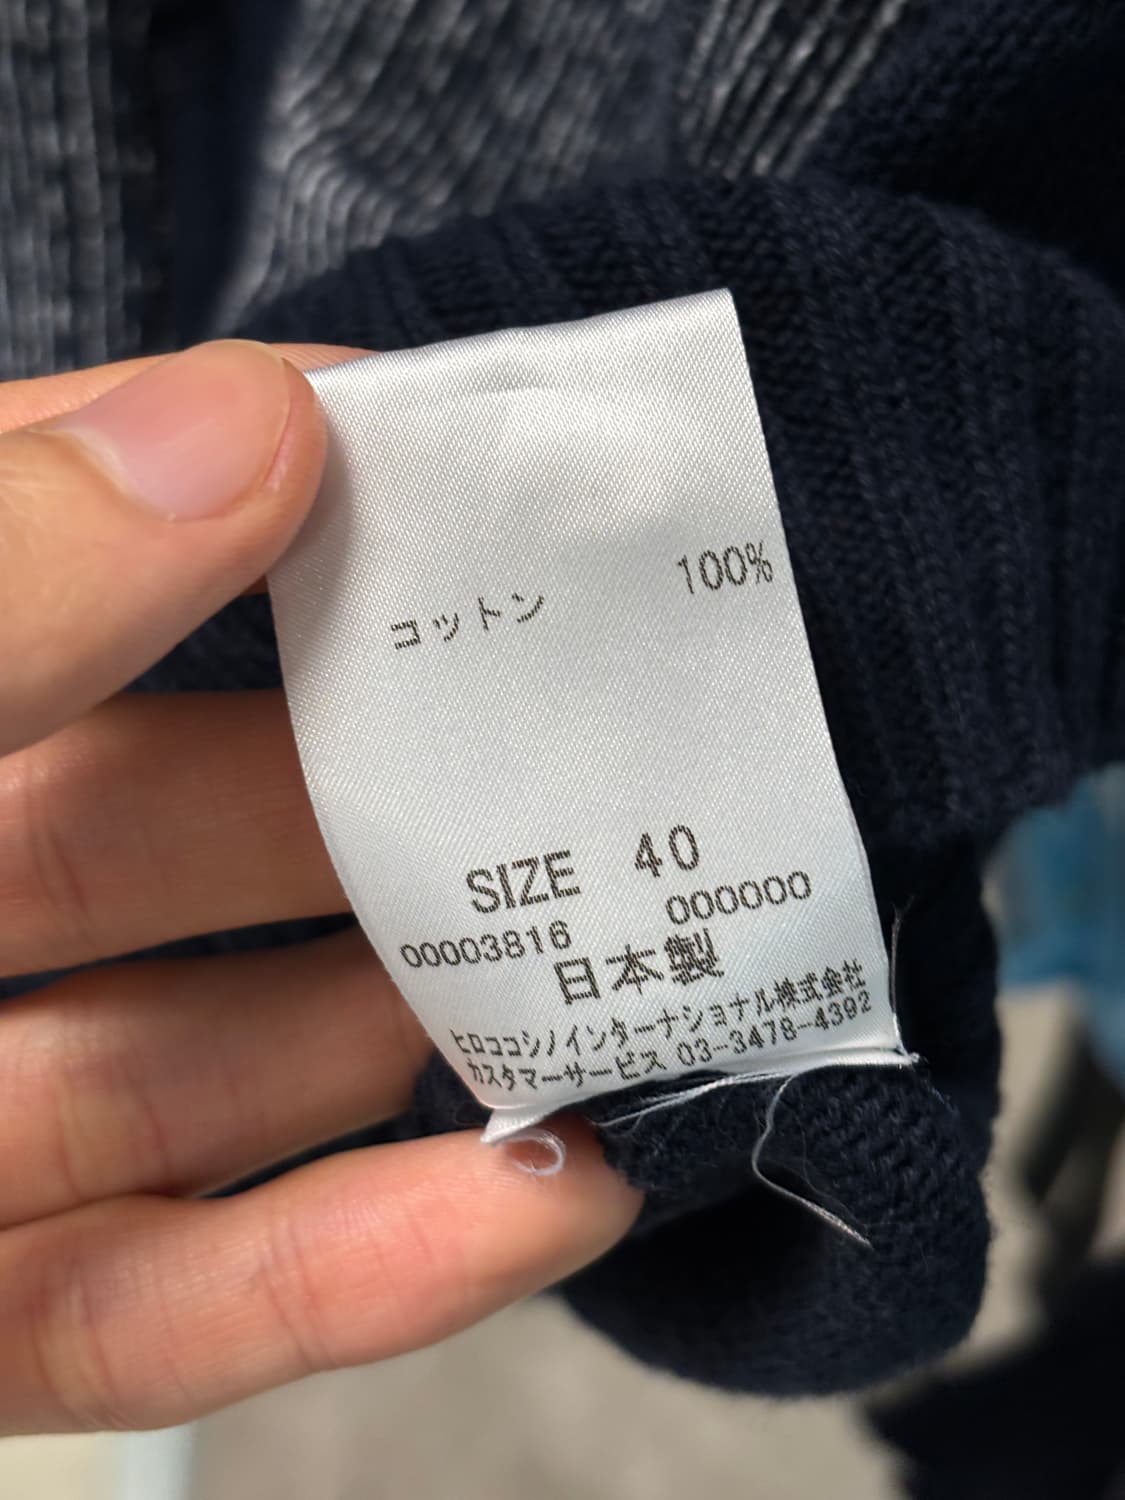 コットン 100%
SIZE 40
00003816 000000
日本製
ヒロココシノインターナショナル株式会社
カスタマーサービス 03-3478-4392